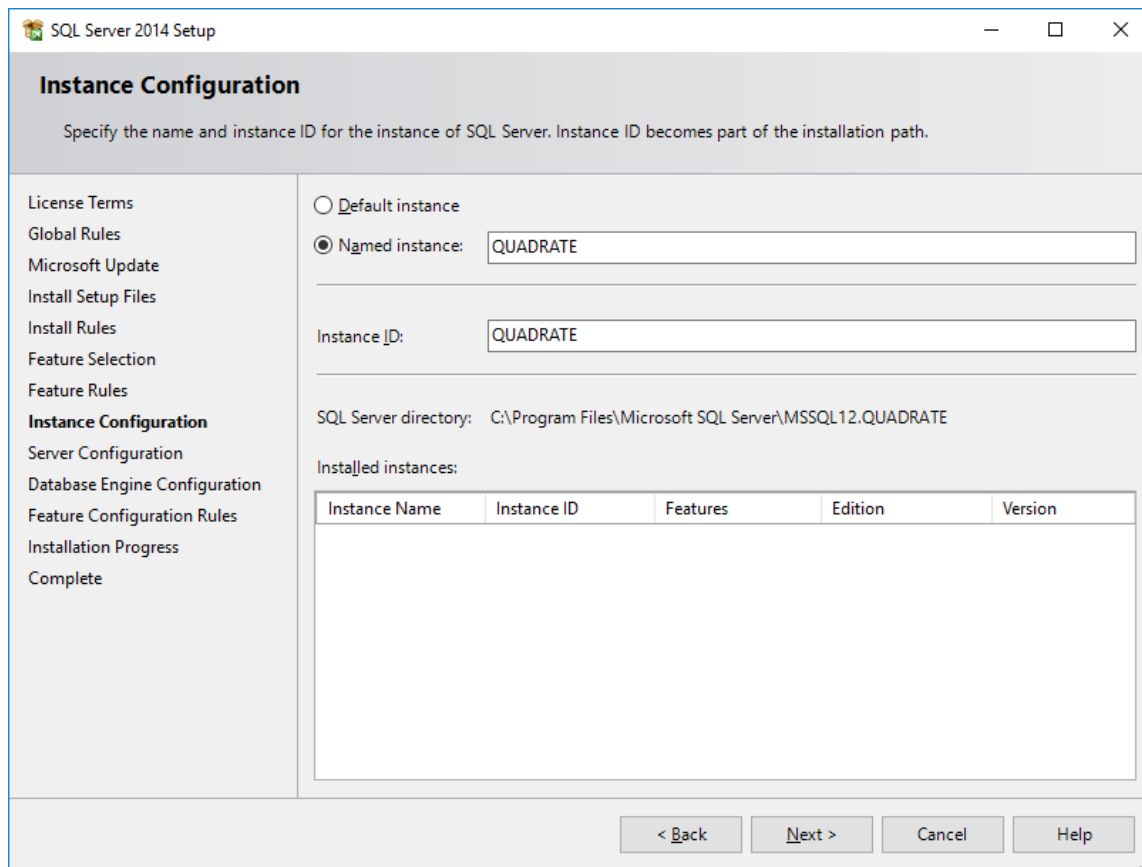 SQL Server 2014 Setup
Instance Configuration
Specify the name and instance ID for the instance of SQL Server. Instance ID becomes part of the installation path.
License Terms
Global Rules
Microsoft Update
Install Setup Files
Install Rules
Feature Selection
Feature Rules
Instance Configuration
Server Configuration
Database Engine Configuration
Feature Configuration Rules
Installation Progress
Complete
Default instance
Named instance: QUADRATE
Instance ID: QUADRATE
SQL Server directory: C:\Program Files\Microsoft SQL Server\MSSQL12.QUADRATE
Installed instances:
Instance Name Instance ID Features Edition Version
< Back Next > Cancel Help